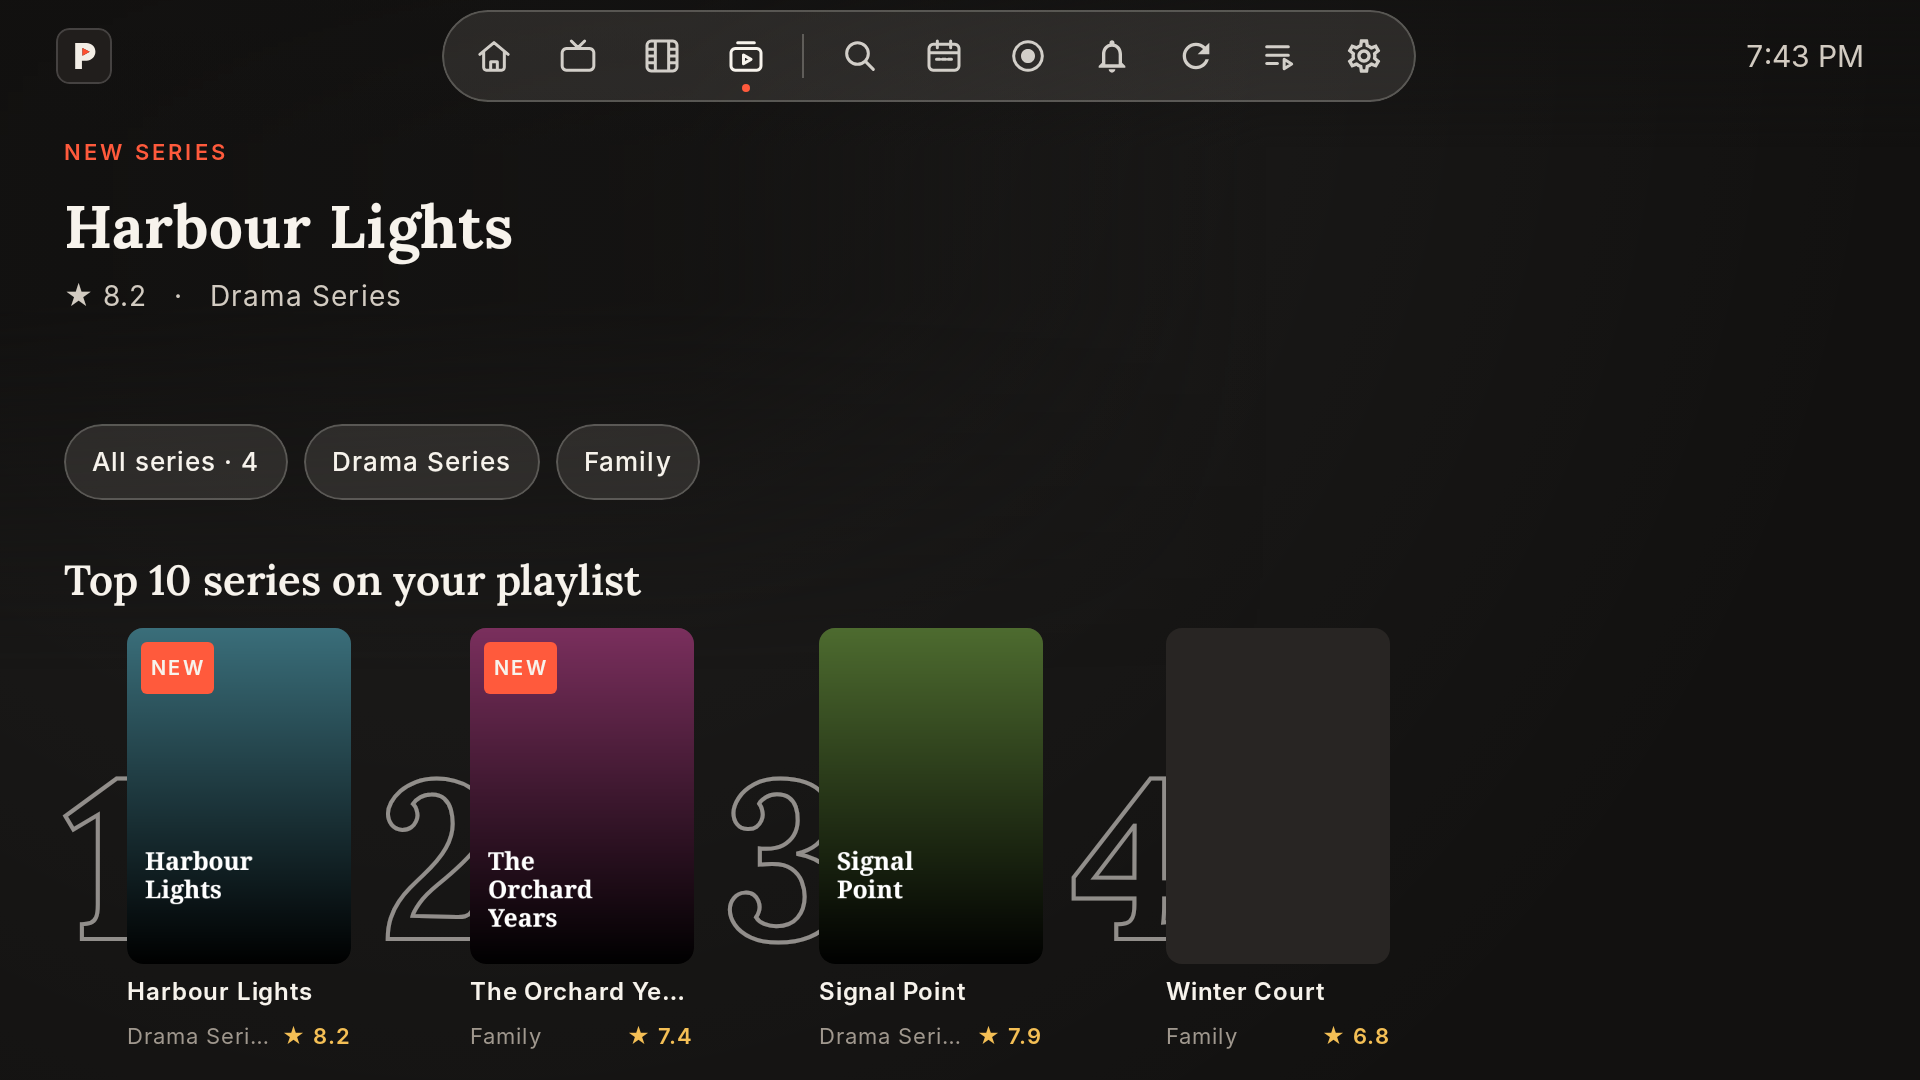 P
7:43 PM
NEW SERIES
Harbour Lights
★ 8.2 · Drama Series
All series · 4
Drama Series
Family
Top 10 series on your playlist
1
NEW
Harbour
Lights
Harbour Lights
Drama Seri... ★ 8.2
2
NEW
The
Orchard
Years
The Orchard Ye...
Family ★ 7.4
3
Signal
Point
Signal Point
Drama Seri... ★ 7.9
4
Winter Court
Family ★ 6.8